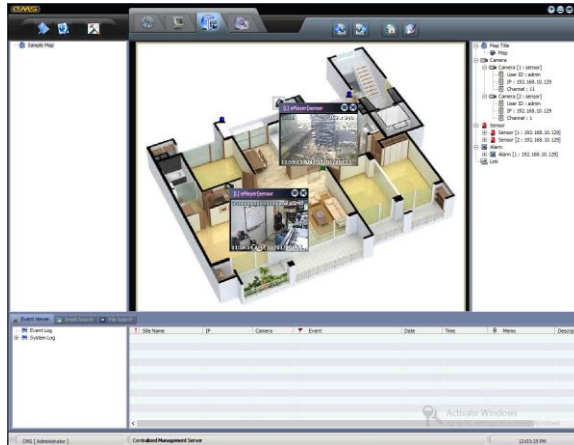 CMS
Sample Map
Map Title
Map
Camera
Camera [1 : sensor]
User ID : admin
IP : 192.168.10.129
Channel : 11
Camera [2 : sensor]
User ID : admin
IP : 192.168.10.129
Channel : 1
Sensor
Sensor [1 : 192.168.10.129]
Sensor [2 : 192.168.10.129]
Alarm
Alarm [1 : 192.168.10.129]
Link
[L] ePlayer[sensor
[L] ePlayer[sensor
Event Viewer
Event Log
System Log
! Site Name IP Camera Event Date Time Memo Descrip
Activate Windows
CMS [ Administrator ] Centralized Management Server 12:03:25 PM